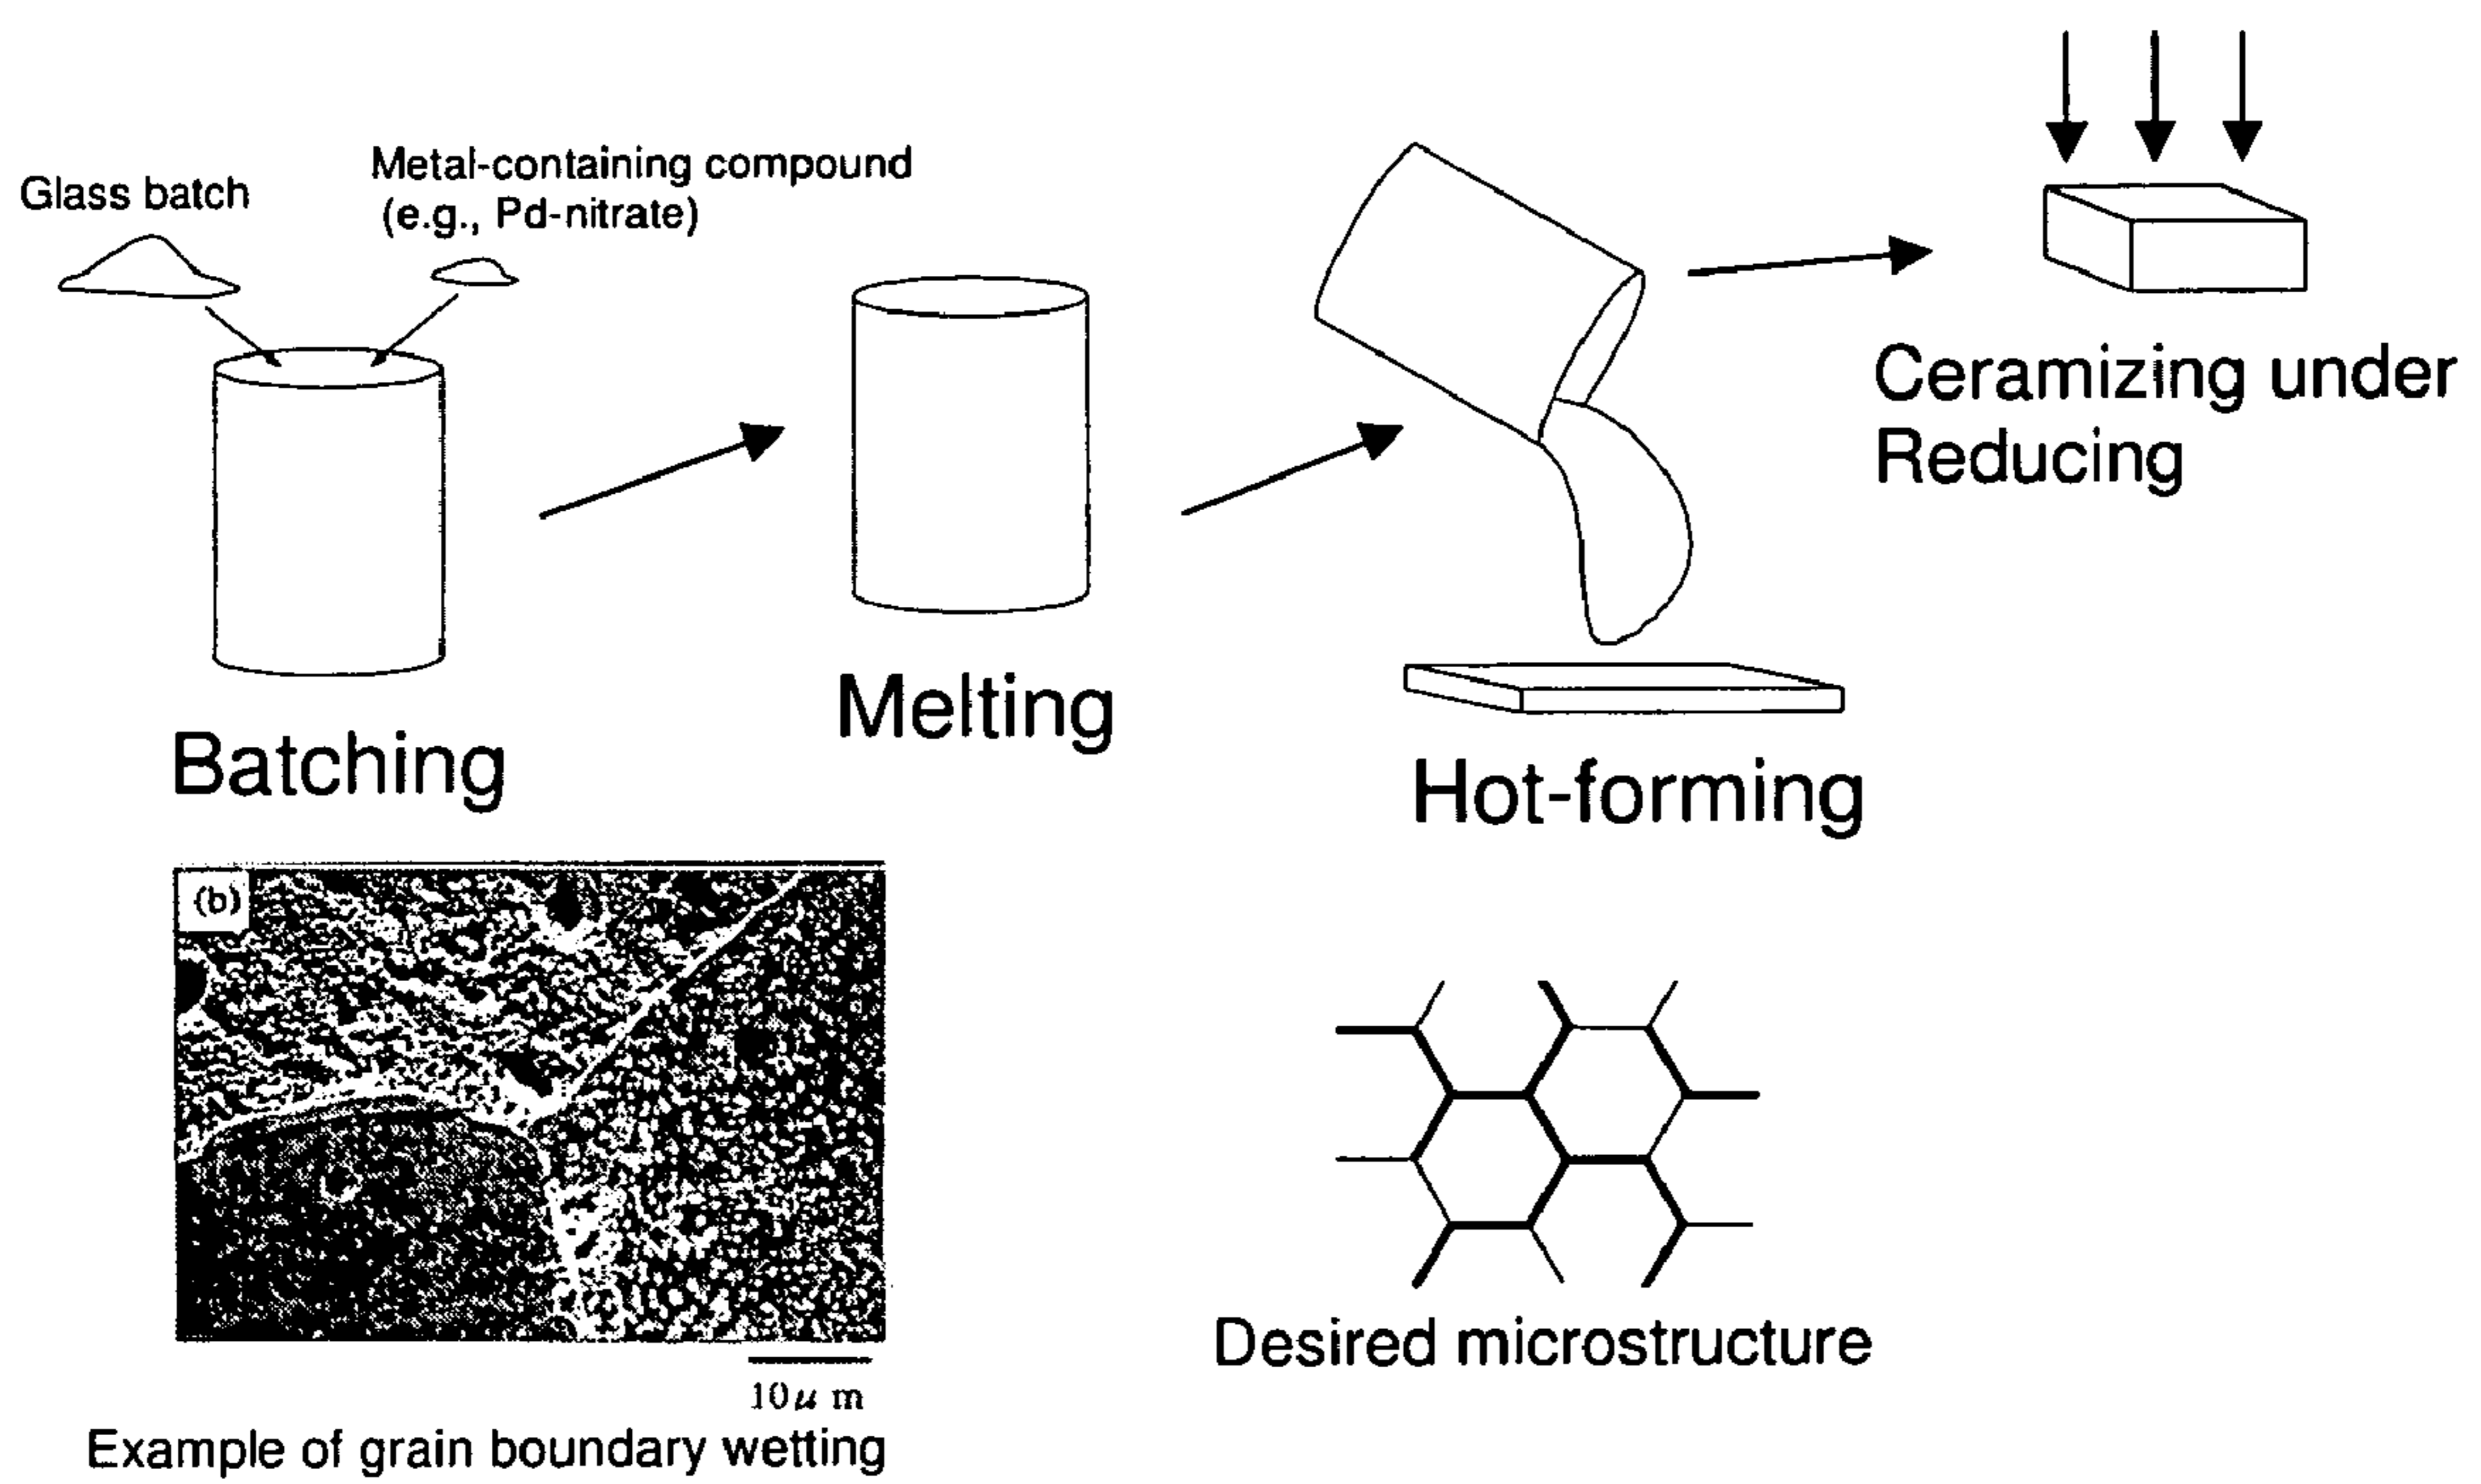 Glass batch
Metal-containing compound
(e.g., Pd-nitrate)
Batching
Melting
Hot-forming
Ceramizing under
Reducing
(b)
10μ m
Example of grain boundary wetting
Desired microstructure